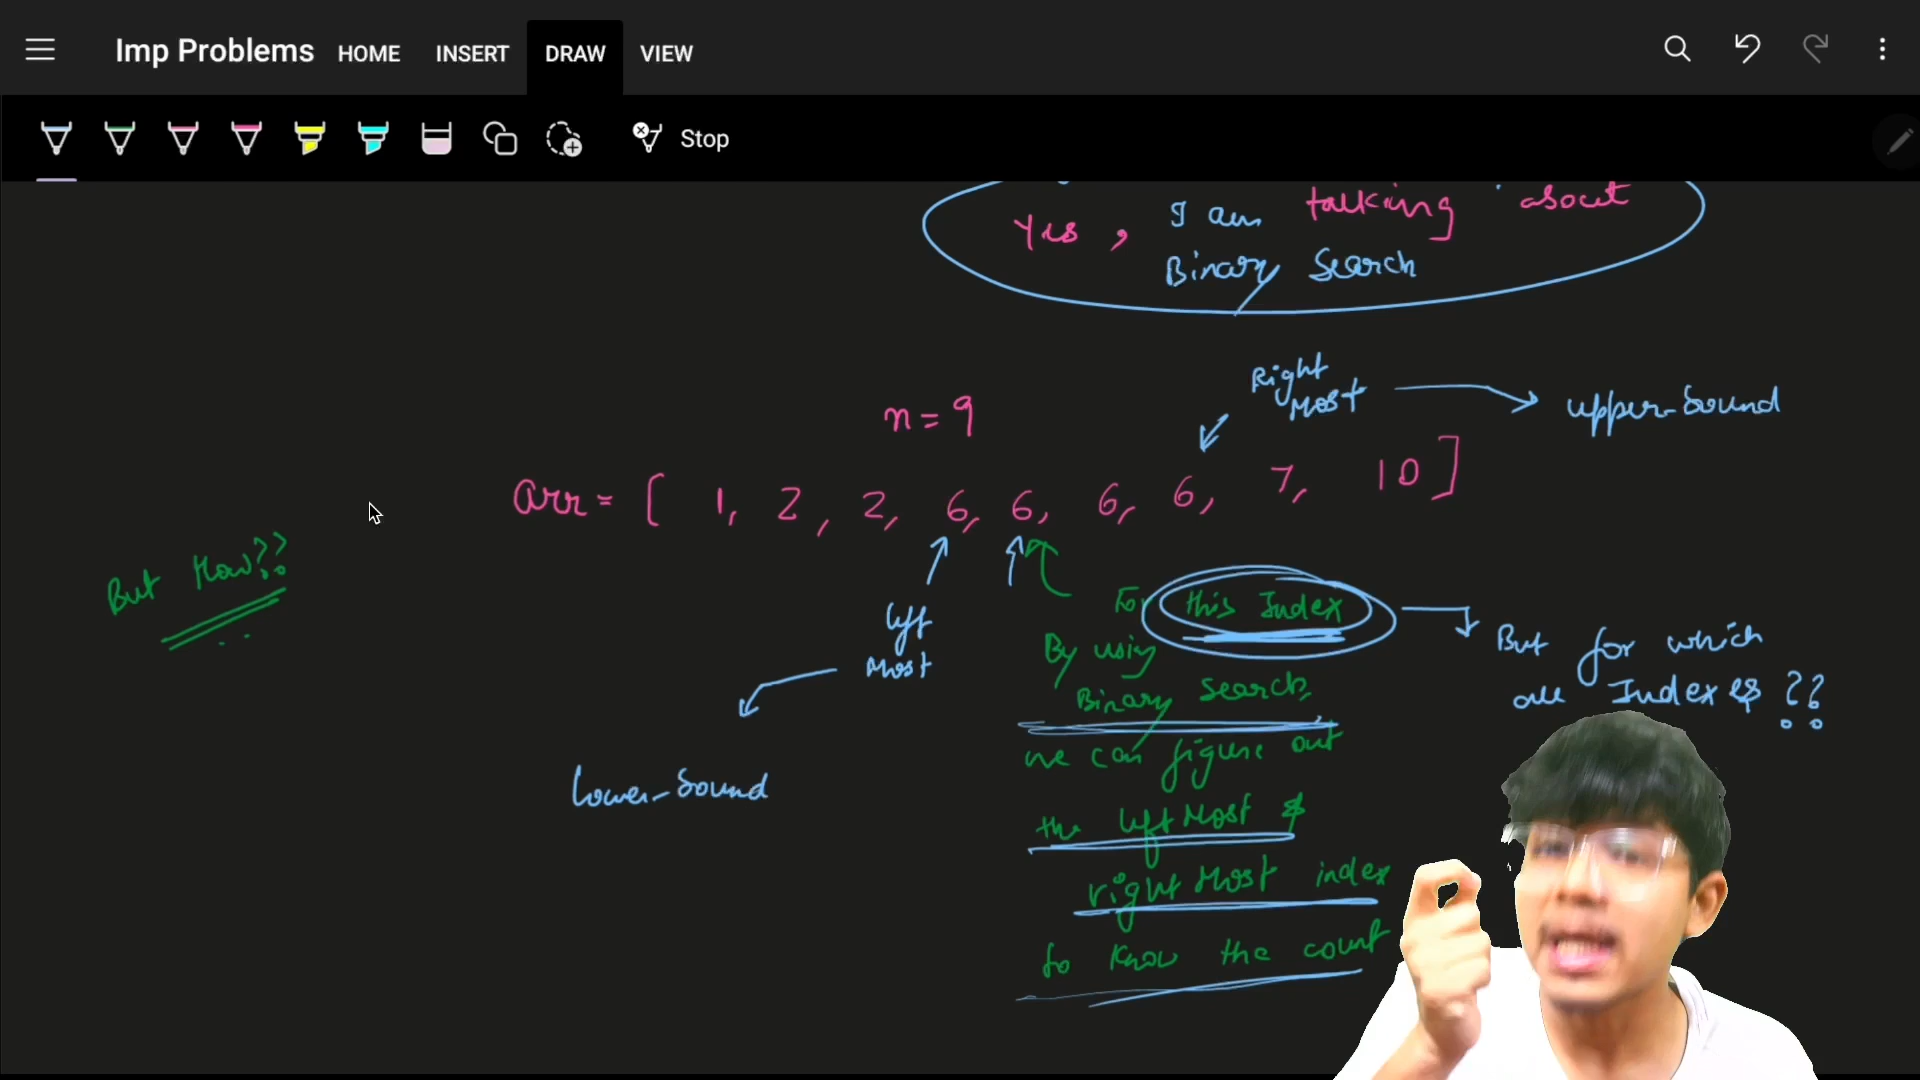 Imp Problems HOME INSERT DRAW VIEW
Stop
Yes, I am talking about
Binary Search
Right
Most
upper-bound
n = 9
arr = [ 1, 2, 2, 6, 6, 6, 6, 7, 10 ]
But How??
left
Most
lower-bound
For this Index
By using
Binary search,
we can figure out
the left Most &
right Most index
to know the count
But for which
all Indexes ??